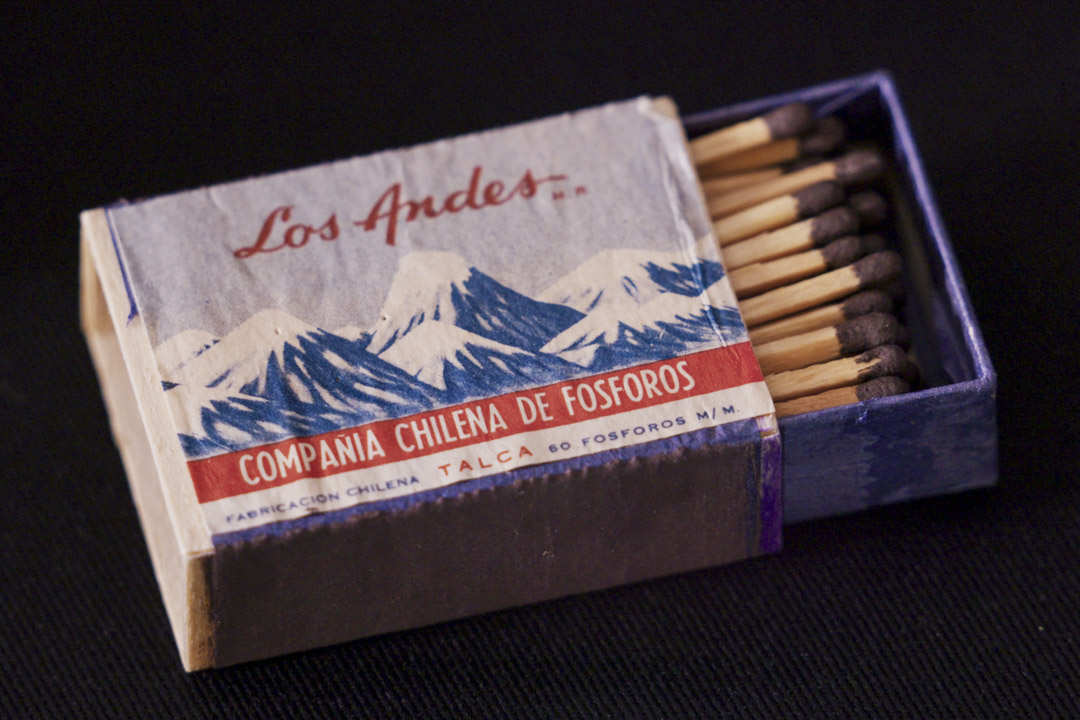 Los Andes M.R.
COMPAÑIA CHILENA DE FOSFOROS
FABRICACION CHILENA TALCA 60 FOSFOROS M/M.